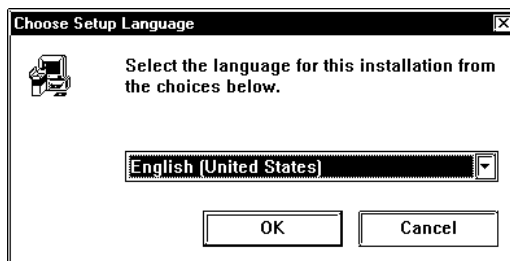 Choose Setup Language
Select the language for this installation from
the choices below.
English (United States)
OK
Cancel